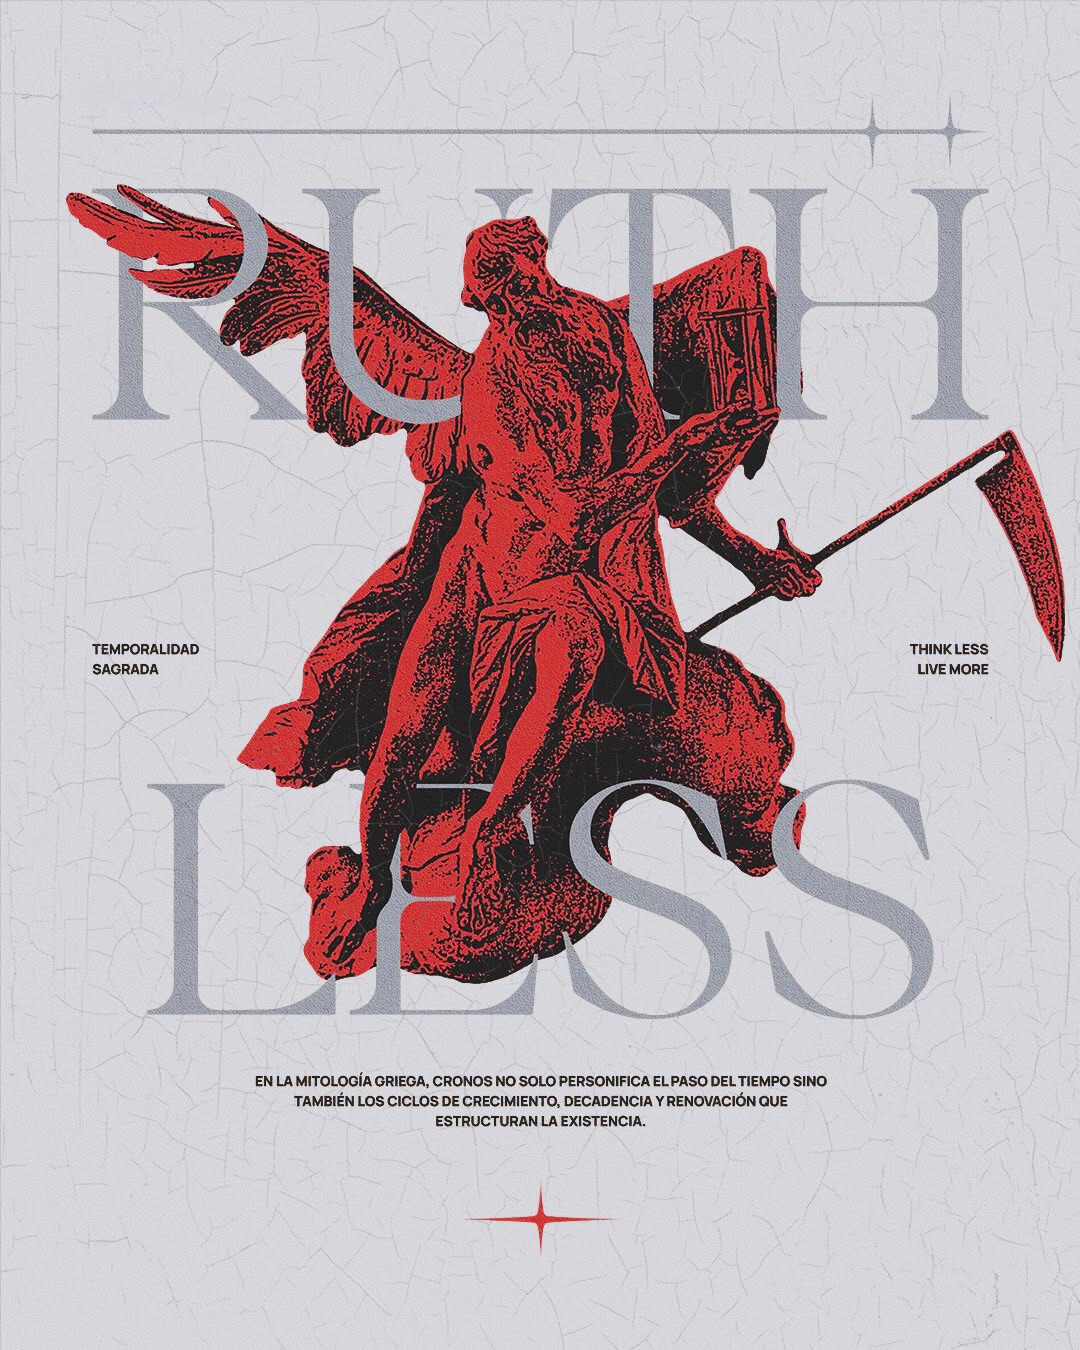 RUTH
TEMPORALIDAD
SAGRADA
THINK LESS
LIVE MORE
LESS
EN LA MITOLOGÍA GRIEGA, CRONOS NO SOLO PERSONIFICA EL PASO DEL TIEMPO SINO
TAMBIÉN LOS CICLOS DE CRECIMIENTO, DECADENCIA Y RENOVACIÓN QUE
ESTRUCTURAN LA EXISTENCIA.